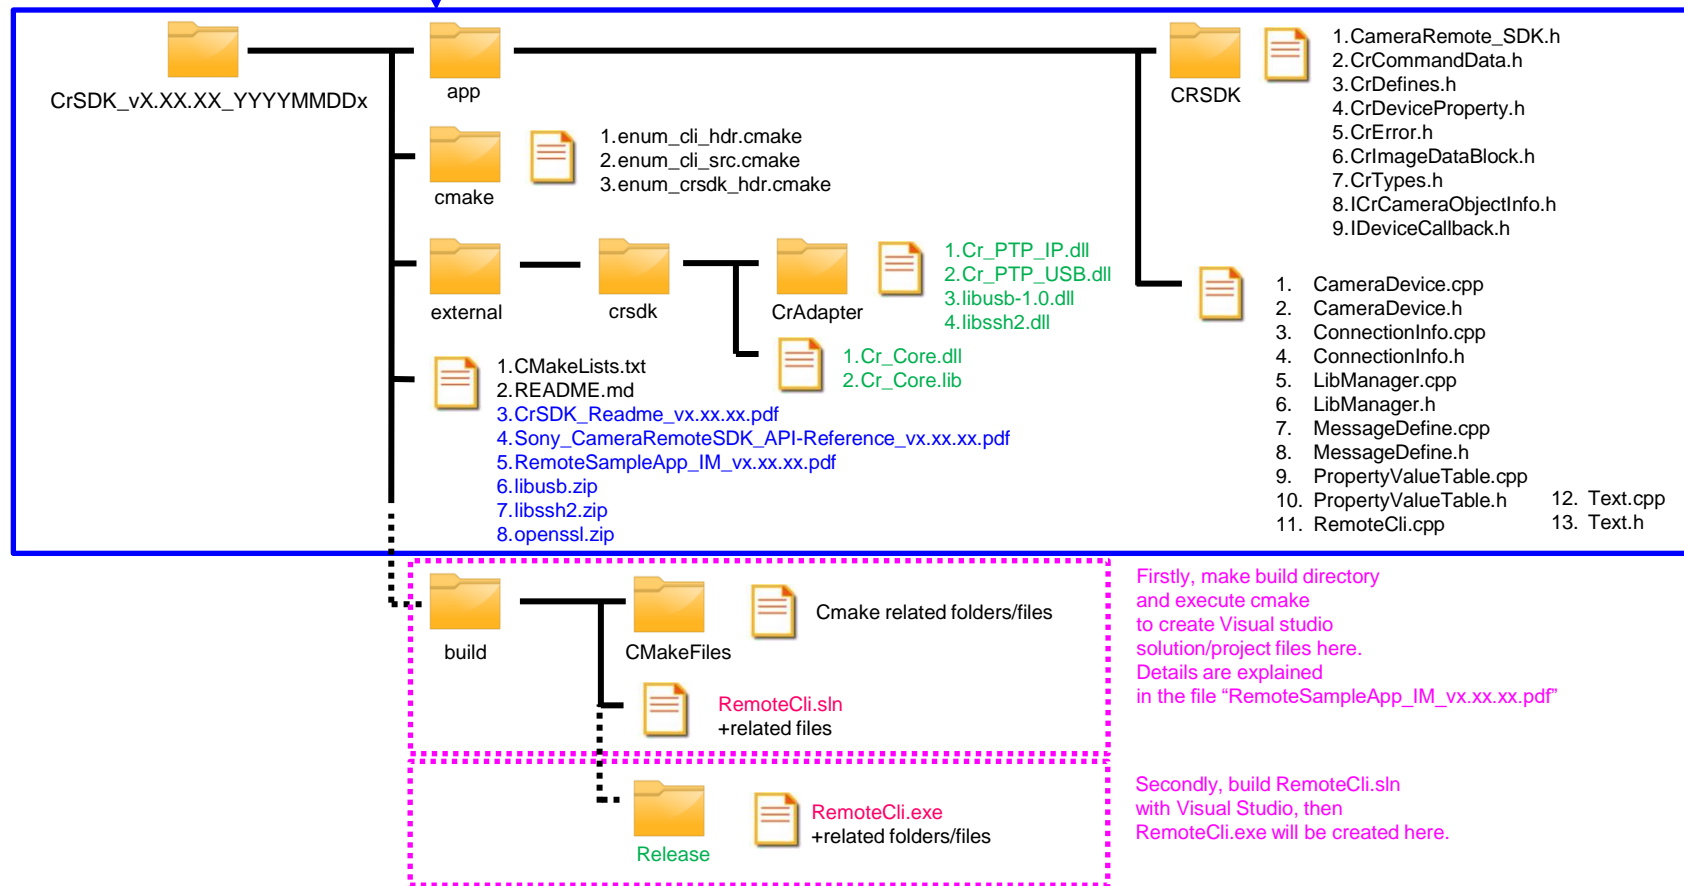 CrSDK_vX.XX.XX_YYYYMMDDx
app
CRSDK
1.CameraRemote_SDK.h
2.CrCommandData.h
3.CrDefines.h
4.CrDeviceProperty.h
5.CrError.h
6.CrImageDataBlock.h
7.CrTypes.h
8.ICrCameraObjectInfo.h
9.IDeviceCallback.h
cmake
1.enum_cli_hdr.cmake
2.enum_cli_src.cmake
3.enum_crsdk_hdr.cmake
external
crsdk
CrAdapter
1.Cr_PTP_IP.dll
2.Cr_PTP_USB.dll
3.libusb-1.0.dll
4.libssh2.dll
1.Cr_Core.dll
2.Cr_Core.lib
1. CameraDevice.cpp
2. CameraDevice.h
3. ConnectionInfo.cpp
4. ConnectionInfo.h
5. LibManager.cpp
6. LibManager.h
7. MessageDefine.cpp
8. MessageDefine.h
9. PropertyValueTable.cpp
10. PropertyValueTable.h
11. RemoteCli.cpp
12. Text.cpp
13. Text.h
1.CMakeLists.txt
2.README.md
3.CrSDK_Readme_vx.xx.xx.pdf
4.Sony_CameraRemoteSDK_API-Reference_vx.xx.xx.pdf
5.RemoteSampleApp_IM_vx.xx.xx.pdf
6.libusb.zip
7.libssh2.zip
8.openssl.zip
build
CMakeFiles
Cmake related folders/files
RemoteCli.sln
+related files
Firstly, make build directory
and execute cmake
to create Visual studio
solution/project files here.
Details are explained
in the file “RemoteSampleApp_IM_vx.xx.xx.pdf”
Release
RemoteCli.exe
+related folders/files
Secondly, build RemoteCli.sln
with Visual Studio, then
RemoteCli.exe will be created here.